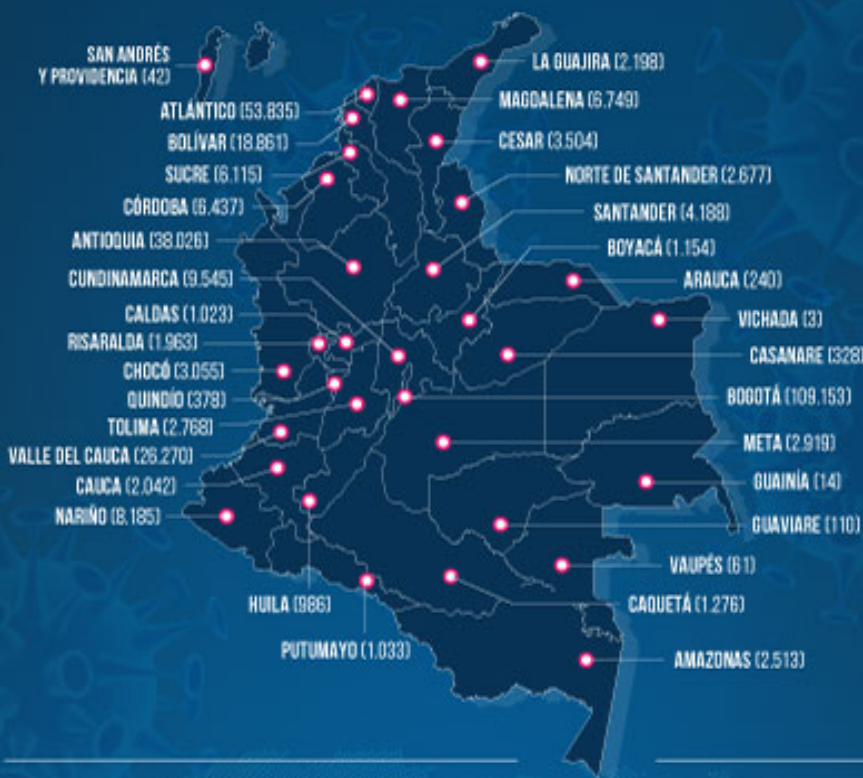 SAN ANDRÉS
Y PROVIDENCIA (42)
ATLÁNTICO (53.835)
BOLÍVAR (18.861)
SUCRE (6.115)
CÓRDOBA (6.437)
ANTIOQUIA (38.026)
CUNDINAMARCA (9.545)
CALDAS (1.023)
RISARALDA (1.963)
CHOCÓ (3.055)
QUINDÍO (378)
TOLIMA (2.768)
VALLE DEL CAUCA (26.270)
CAUCA (2.042)
NARIÑO (8.185)
HUILA (986)
PUTUMAYO (1.033)
LA GUAJIRA (2.198)
MAGDALENA (6.749)
CESAR (3.504)
NORTE DE SANTANDER (2.677)
SANTANDER (4.188)
BOYACÁ (1.154)
ARAUCA (240)
VICHADA (3)
CASANARE (328)
BOGOTÁ (109.153)
META (2.919)
GUAINÍA (14)
GUAVIARE (110)
VAUPÉS (61)
CAQUETÁ (1.276)
AMAZONAS (2.513)